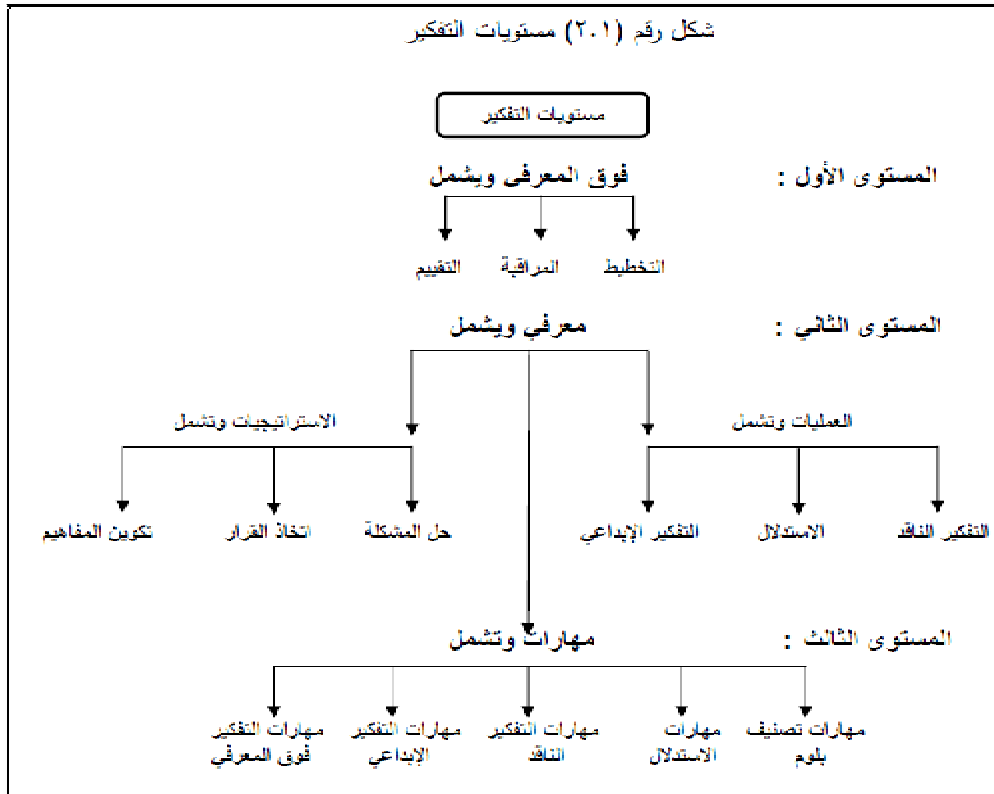 شكل رقم (٢.١) مستويات التفكير
مستويات التفكير
المستوى الأول : فوق المعرفي ويشمل
التخطيط المراقبة التقييم
المستوى الثاني : معرفي ويشمل
العمليات وتشمل الاستراتيجيات وتشمل
التفكير الناقد الاستدلال التفكير الإبداعي حل المشكلة اتخاذ القرار تكوين المفاهيم
المستوى الثالث : مهارات وتشمل
مهارات تصنيف مهارات مهارات التفكير مهارات التفكير مهارات التفكير
بلوم الاستدلال الناقد الإبداعي فوق المعرفي